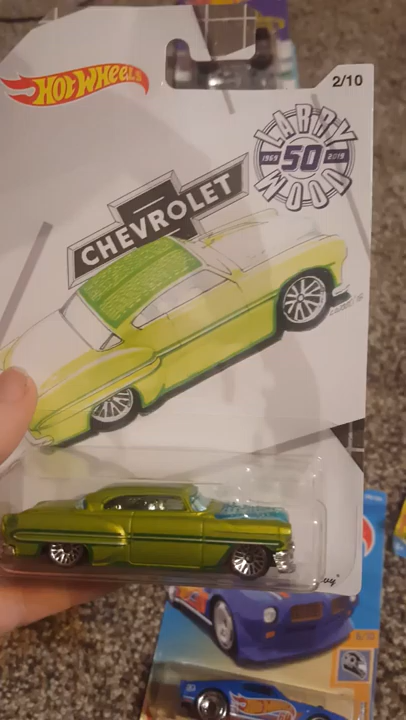 HOT WHEELS
2/10
LARRY
1969 50 2019
WOOD
CHEVROLET